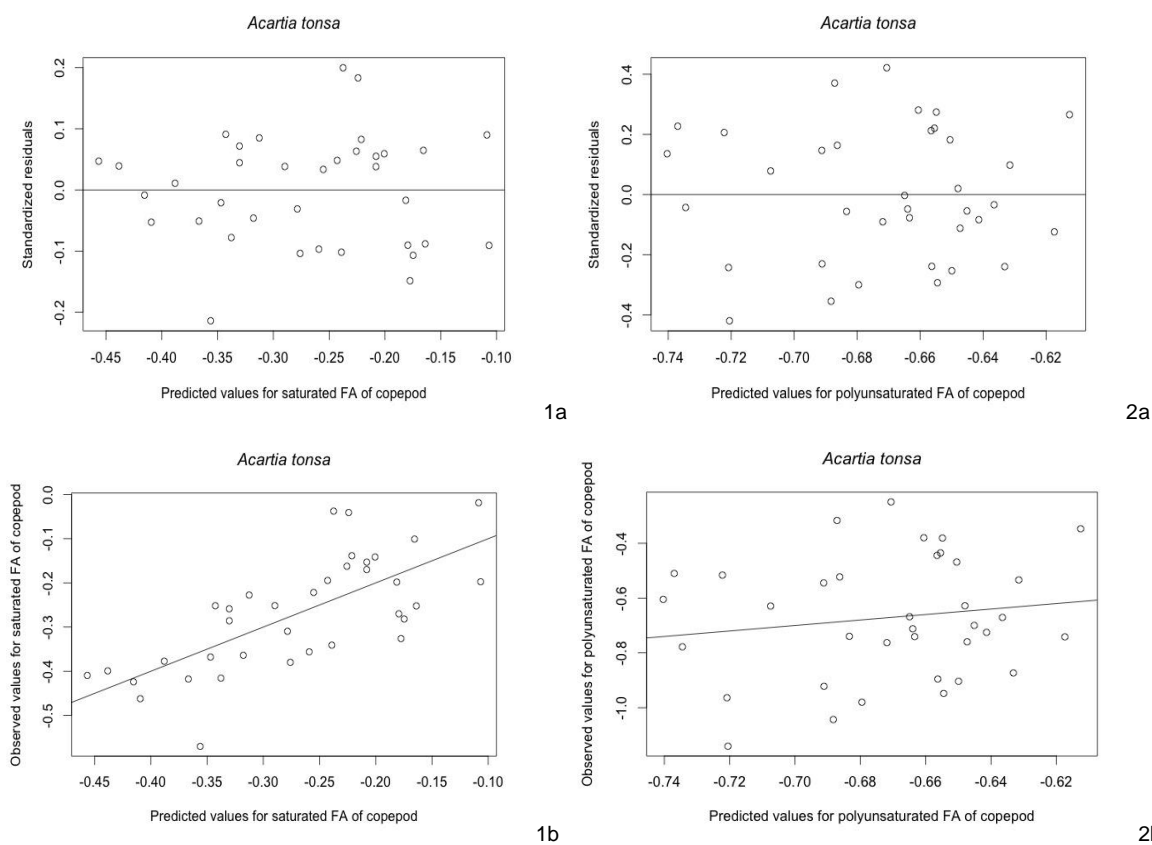 Acartia tonsa
Standardized residuals
0.2
0.1
0.0
-0.1
-0.2
-0.45 -0.40 -0.35 -0.30 -0.25 -0.20 -0.15 -0.10
Predicted values for saturated FA of copepod
1a
Acartia tonsa
Standardized residuals
0.4
0.2
0.0
-0.2
-0.4
-0.74 -0.72 -0.70 -0.68 -0.66 -0.64 -0.62
Predicted values for polyunsaturated FA of copepod
2a
Acartia tonsa
Observed values for saturated FA of copepod
0.0
-0.1
-0.2
-0.3
-0.4
-0.5
-0.45 -0.40 -0.35 -0.30 -0.25 -0.20 -0.15 -0.10
Predicted values for saturated FA of copepod
1b
Acartia tonsa
Observed values for polyunsaturated FA of copepod
-0.4
-0.6
-0.8
-1.0
-0.74 -0.72 -0.70 -0.68 -0.66 -0.64 -0.62
Predicted values for polyunsaturated FA of copepod